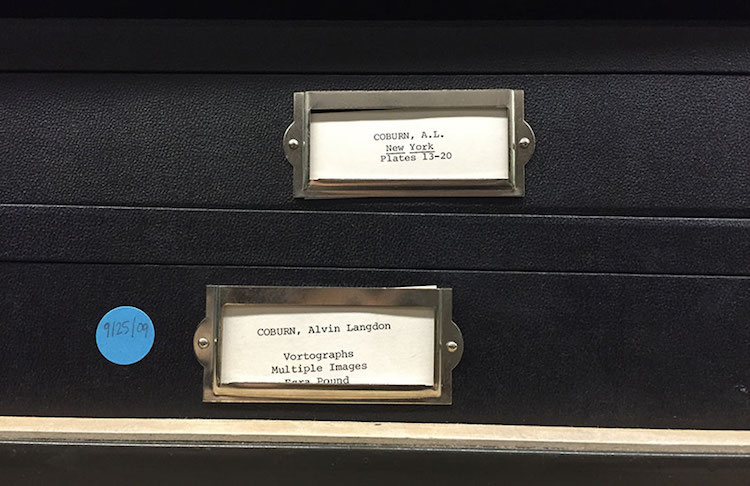 COBURN, A.L.
New York
Plates 13-20
9/25/09
COBURN, Alvin Langdon
Vortographs
Multiple Images
Ezra Pound